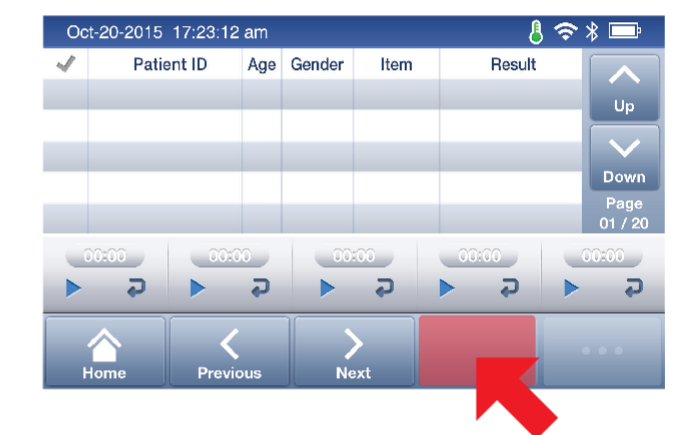 Oct-20-2015 17:23:12 am
Patient ID Age Gender Item Result
Up
Down
Page
01 / 20
00:00 00:00 00:00 00:00 00:00
Home Previous Next